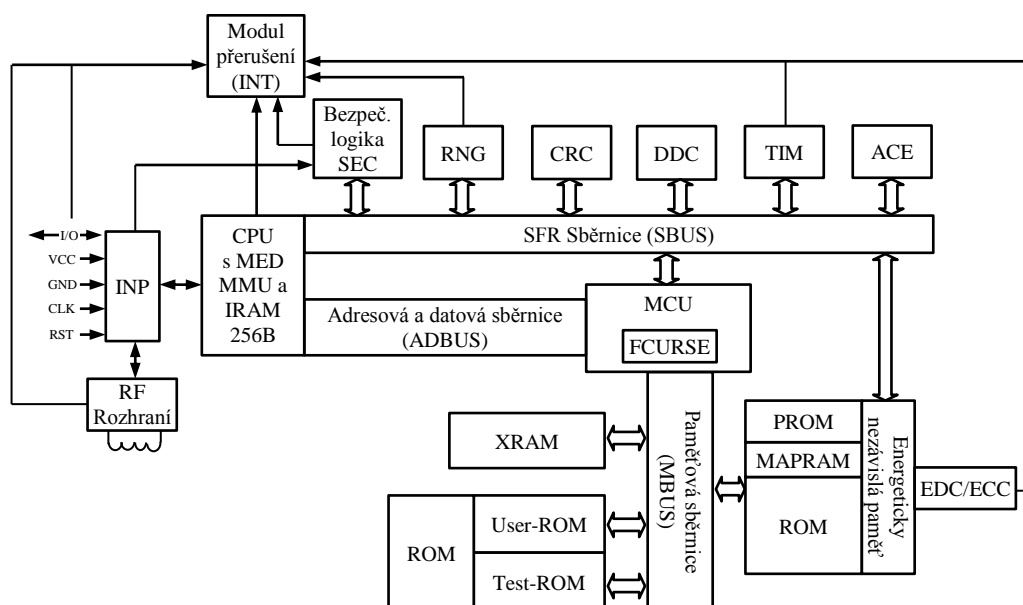 Modul
přerušení
(INT)
Bezpeč.
logika
SEC
RNG
CRC
DDC
TIM
ACE
I/O
VCC
GND
CLK
RST
INP
CPU
s MED
MMU a
IRAM
256B
SFR Sběrnice (SBUS)
Adresová a datová sběrnice
(ADBUS)
MCU
FCURSE
RF
Rozhraní
XRAM
Paměťová sběrnice
(MBUS)
PROM
MAPRAM
ROM
Energeticky
nezávislá paměť
EDC/ECC
ROM
User-ROM
Test-ROM